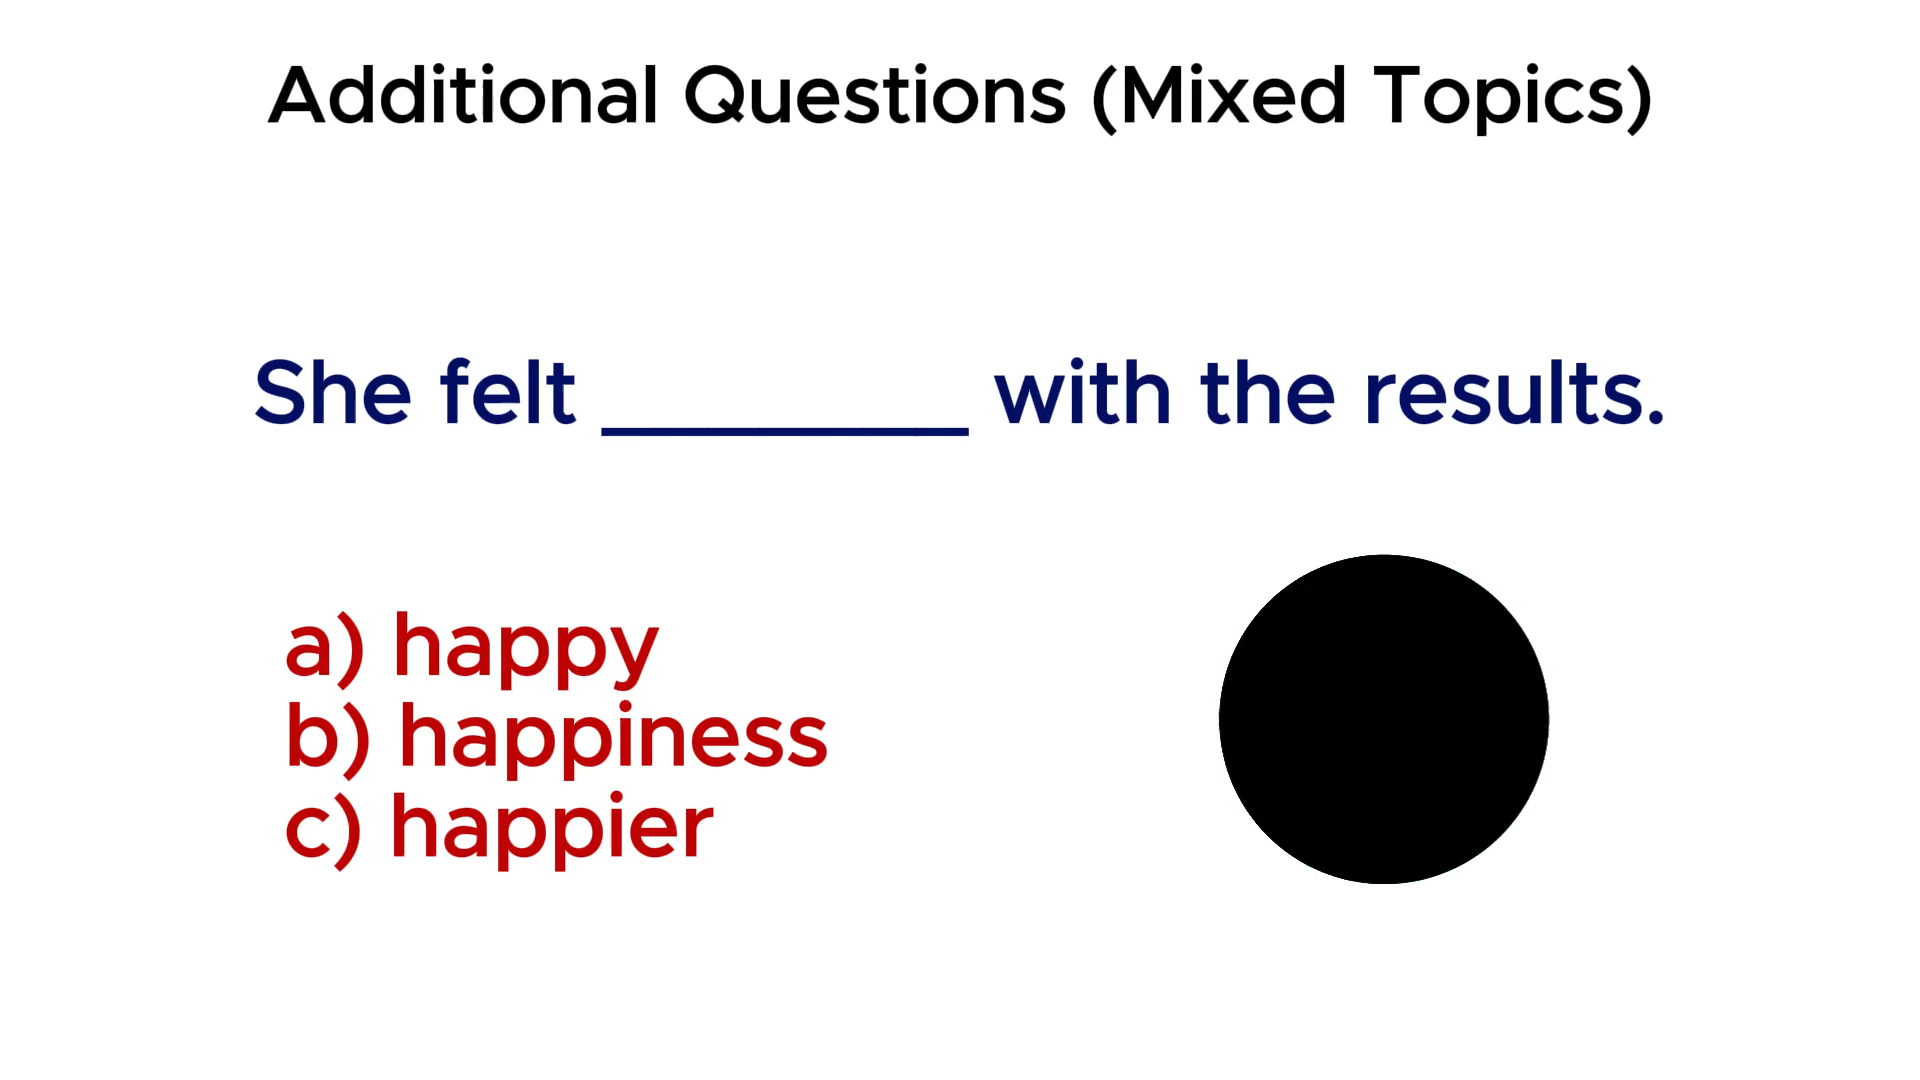 Additional Questions (Mixed Topics)
She felt ________ with the results.
a) happy
b) happiness
c) happier